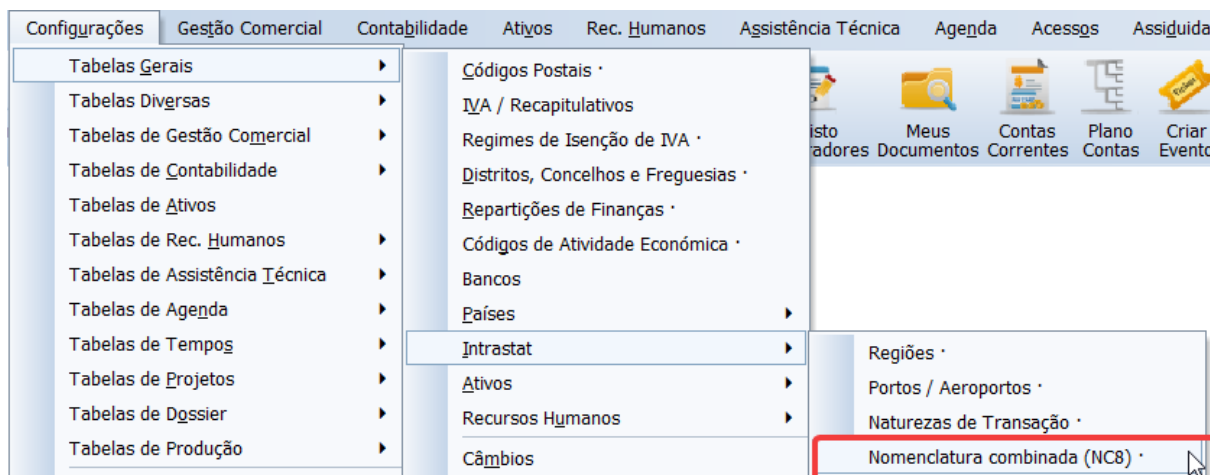 Configurações Gestão Comercial Contabilidade Ativos Rec. Humanos Assistência Técnica Agenda Acessos Assiduida
Tabelas Gerais
Tabelas Diversas
Tabelas de Gestão Comercial
Tabelas de Contabilidade
Tabelas de Ativos
Tabelas de Rec. Humanos
Tabelas de Assistência Técnica
Tabelas de Agenda
Tabelas de Tempos
Tabelas de Projetos
Tabelas de Dossier
Tabelas de Produção
Códigos Postais ·
IVA / Recapitulativos
Regimes de Isenção de IVA ·
Distritos, Concelhos e Freguesias ·
Repartições de Finanças ·
Códigos de Atividade Económica ·
Bancos
Países
Intrastat
Ativos
Recursos Humanos
Câmbios
Regiões ·
Portos / Aeroportos ·
Naturezas de Transação ·
Nomenclatura combinada (NC8) ·
isto Meus Contas Plano Criar
adores Documentos Correntes Contas Evento